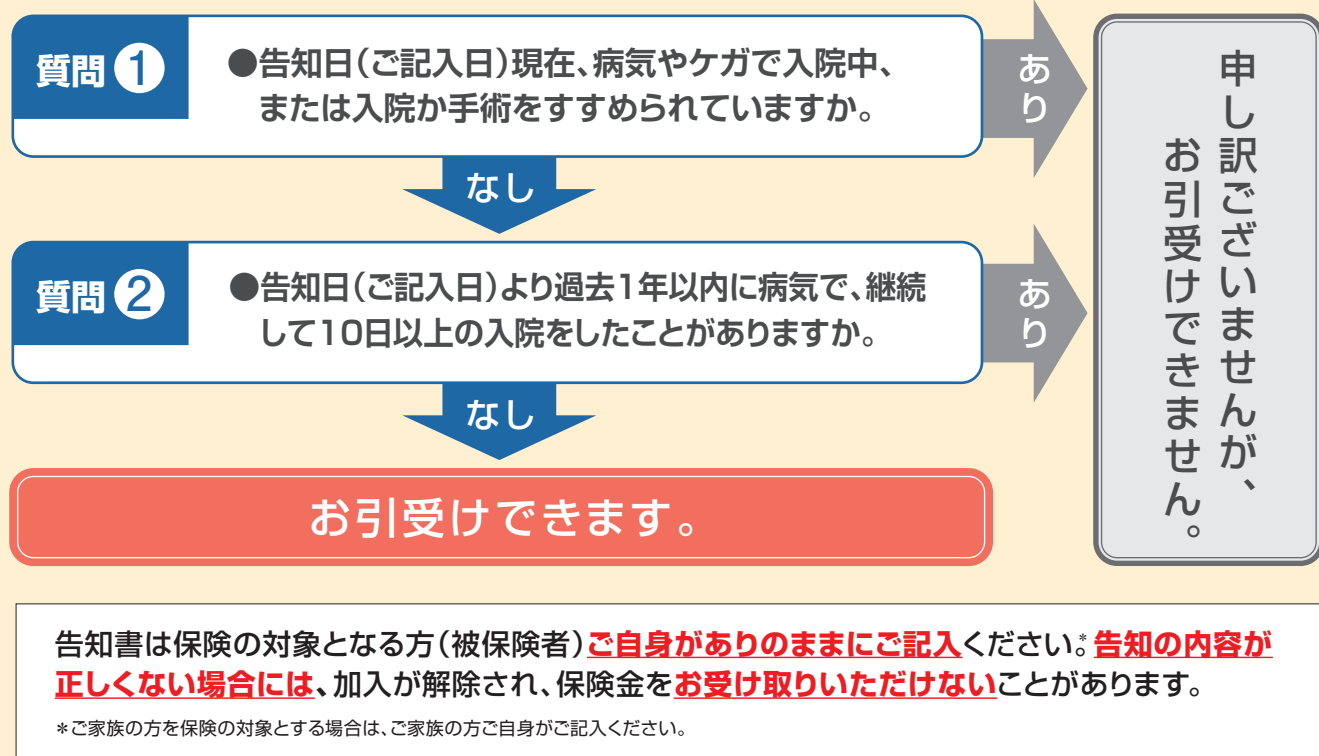 質問 1
●告知日(ご記入日)現在、病気やケガで入院中、
または入院か手術をすすめられていますか。
あり
なし
質問 2
●告知日(ご記入日)より過去1年以内に病気で、継続
して10日以上の入院をしたことがありますか。
あり
なし
お引受けできます。
申し訳ございませんが、
お引受けできません。
告知書は保険の対象となる方(被保険者)ご自身がありのままにご記入ください。* 告知の内容が
正しくない場合には、加入が解除され、保険金をお受け取りいただけないことがあります。
*ご家族の方を保険の対象とする場合は、ご家族の方ご自身がご記入ください。